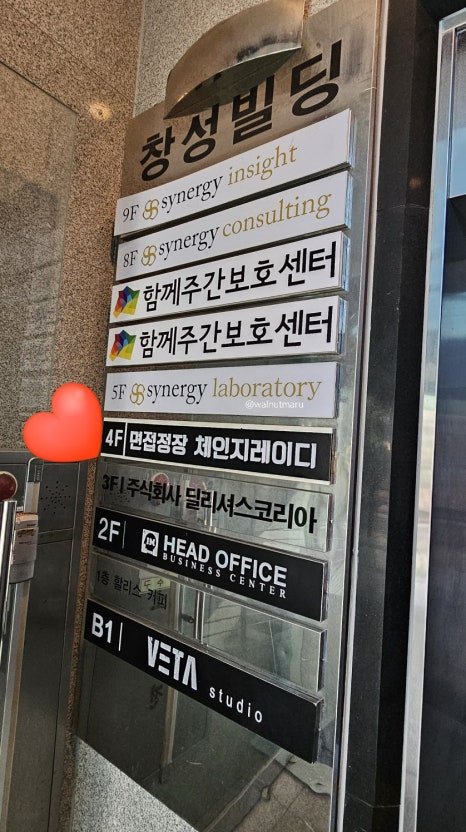 창성빌딩
9F synergy insight
8F synergy consulting
함께주간보호센터
함께주간보호센터
5F synergy laboratory
@walnutmaru
4F 면접정장 체인지레이디
3F 주식회사 딜리셔스코리아
2F HEAD OFFICE
BUSINESS CENTER
1층 할리스 커피
B1 VETA studio